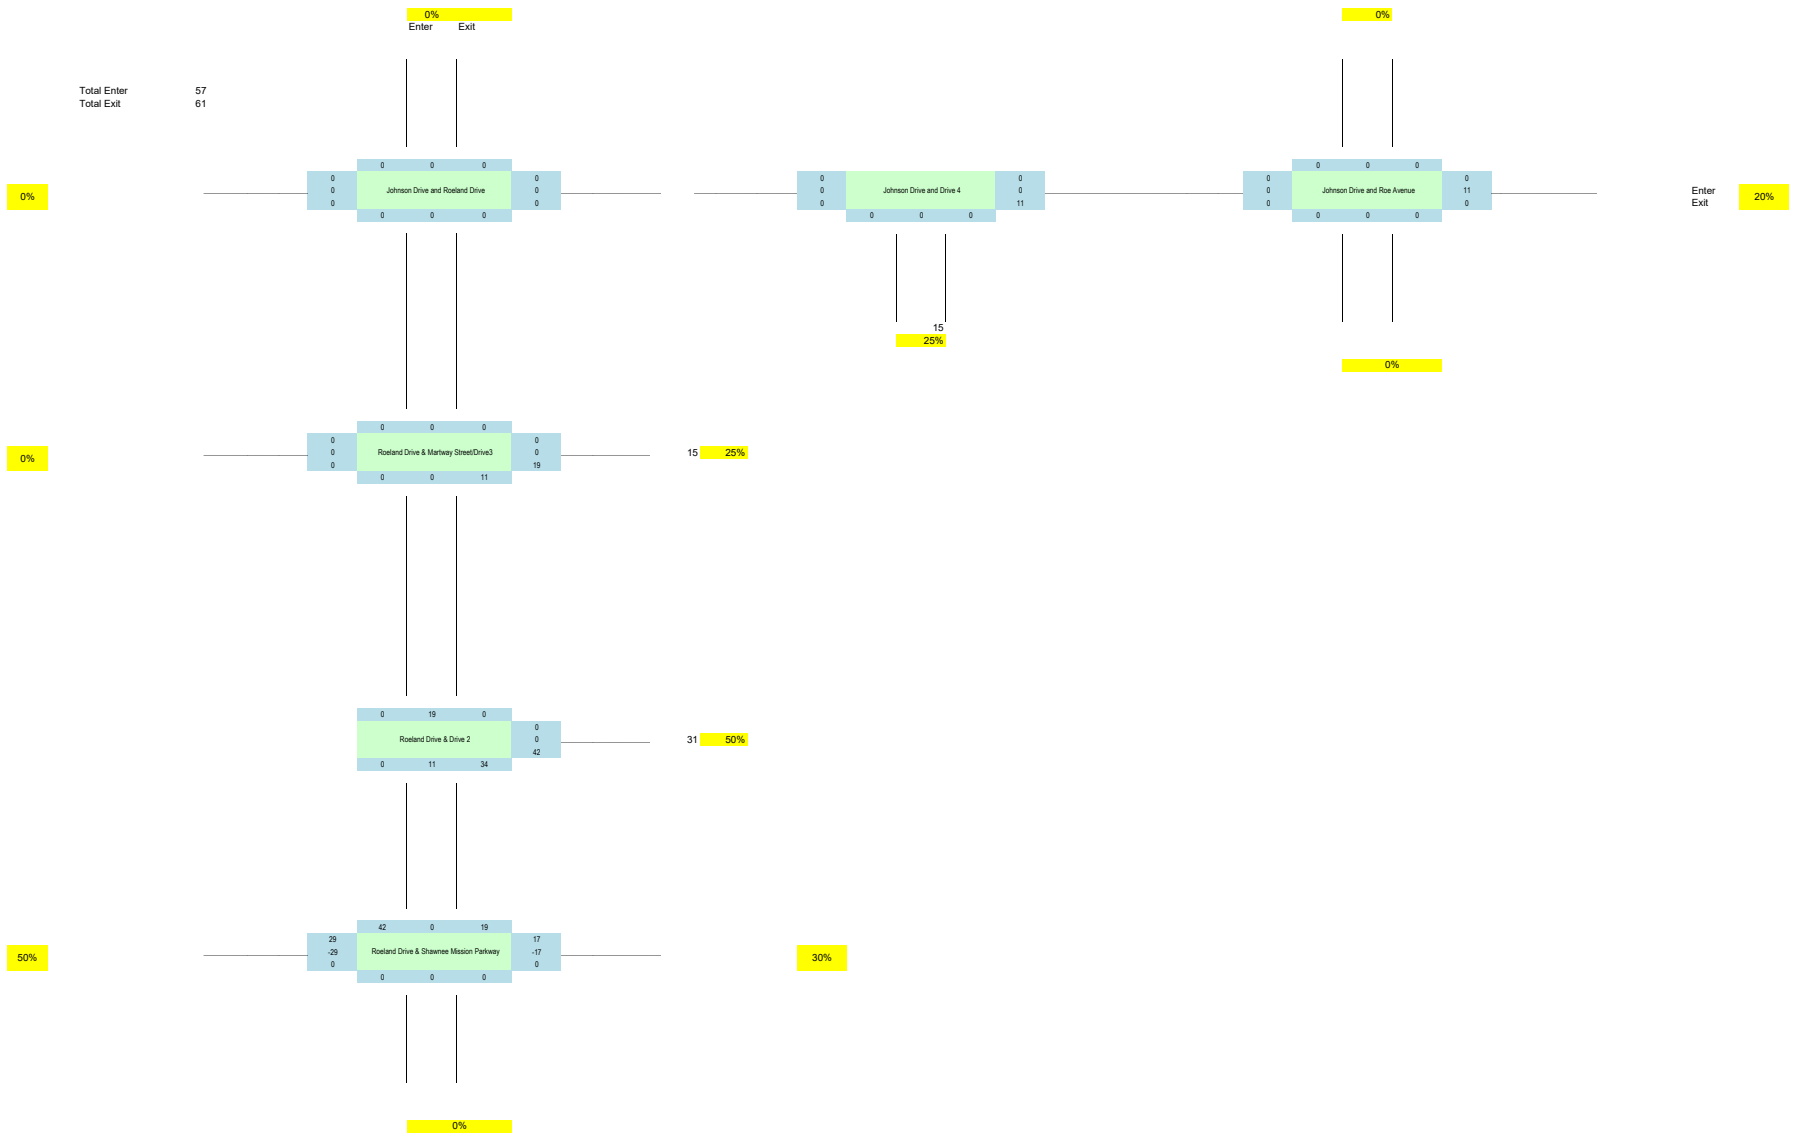 0% 0%
Enter Exit
Total Enter 57
Total Exit 61
0 0 0 0 0 0
0 0 0 0 0 0
0% 0 Johnson Drive and Roeland Drive 0 0 Johnson Drive and Drive 4 0 0 Johnson Drive and Roe Avenue 11 Enter 20%
0 0 0 11 0 0 Exit
0 0 0 0 0 0 0 0 0
15
25%
0%
0 0 0
0 0
0% 0 Roeland Drive & Martway Street/Drive3 0 15 25%
0 19
0 0 11
0 19 0
0
Roeland Drive & Drive 2 0 31 50%
42
0 11 34
42 0 19
29 17
50% -29 Roeland Drive & Shawnee Mission Parkway -17 30%
0 0
0 0 0
0%